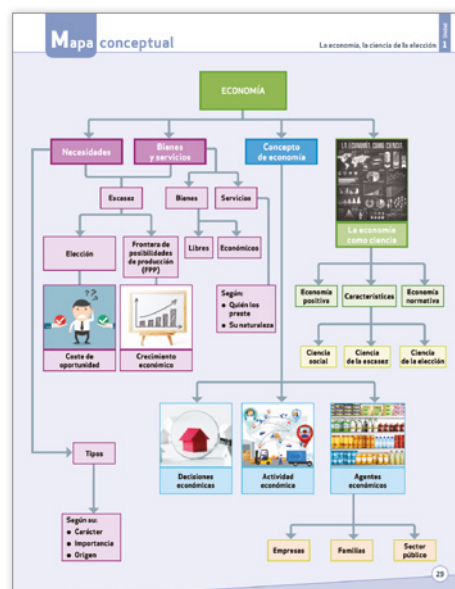 Mapa conceptual
La economía, la ciencia de la elección
Unidad
1
ECONOMÍA
Necesidades
Bienes
y servicios
Concepto
de economía
LA ECONOMÍA COMO CIENCIA
La economía
como ciencia
Escasez
Bienes
Servicios
Elección
Frontera de
posibilidades
de producción
(FPP)
Libres
Económicos
Coste de
oportunidad
Crecimiento
económico
Según:
• Quién los
preste
• Su naturaleza
Economía
positiva
Características
Economía
normativa
Ciencia
social
Ciencia
de la escasez
Ciencia
de la elección
Tipos
Según su:
• Carácter
• Importancia
• Origen
Decisiones
económicas
Actividad
económica
Agentes
económicos
Empresas
Familias
Sector
público
29